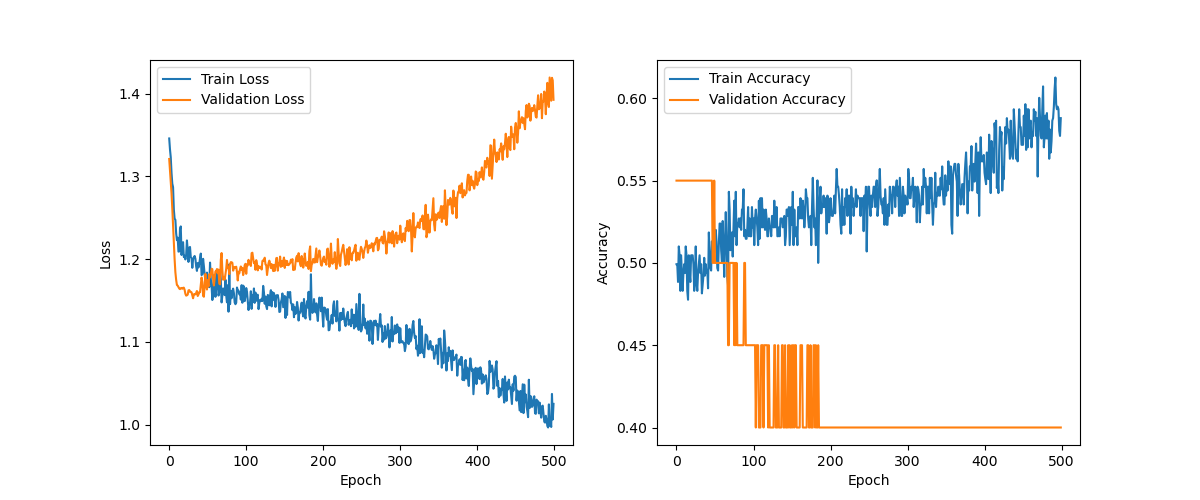 Train Loss
Validation Loss
1.4
1.3
1.2
1.1
1.0
Loss
0 100 200 300 400 500
Epoch
Train Accuracy
Validation Accuracy
0.60
0.55
0.50
0.45
0.40
Accuracy
0 100 200 300 400 500
Epoch